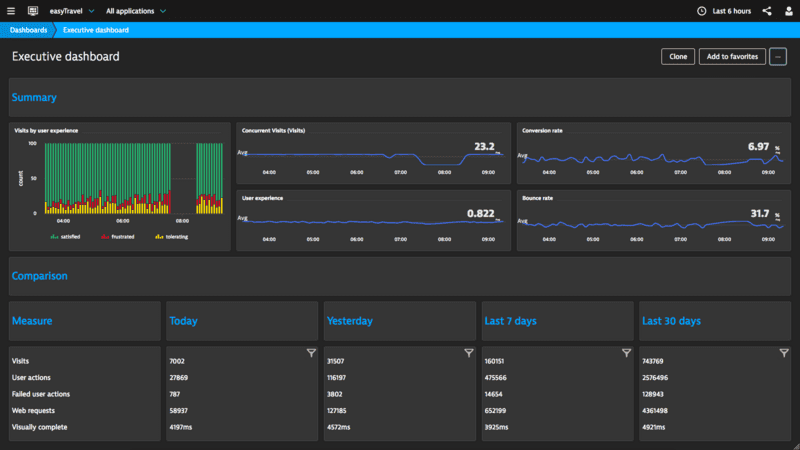 easyTravel All applications Last 6 hours
Dashboards Executive dashboard
Executive dashboard Clone Add to favorites ...
Summary
Visits by user experience
100
50
0
count
04:00 06:00 08:00
satisfied frustrated tolerating
Concurrent Visits (Visits)
23.2
Avg
04:00 05:00 06:00 07:00 08:00 09:00
Conversion rate
6.97 %
Avg
04:00 05:00 06:00 07:00 08:00 09:00
User experience
0.822
Avg
04:00 05:00 06:00 07:00 08:00 09:00
Bounce rate
31.7 %
Avg
04:00 05:00 06:00 07:00 08:00 09:00
Comparison
Measure Today Yesterday Last 7 days Last 30 days
Visits 7002 31507 160151 743769
User actions 27869 116197 475566 2576496
Failed user actions 787 3802 14654 128943
Web requests 58937 127185 652199 4361498
Visually complete 4197ms 4572ms 3925ms 4921ms